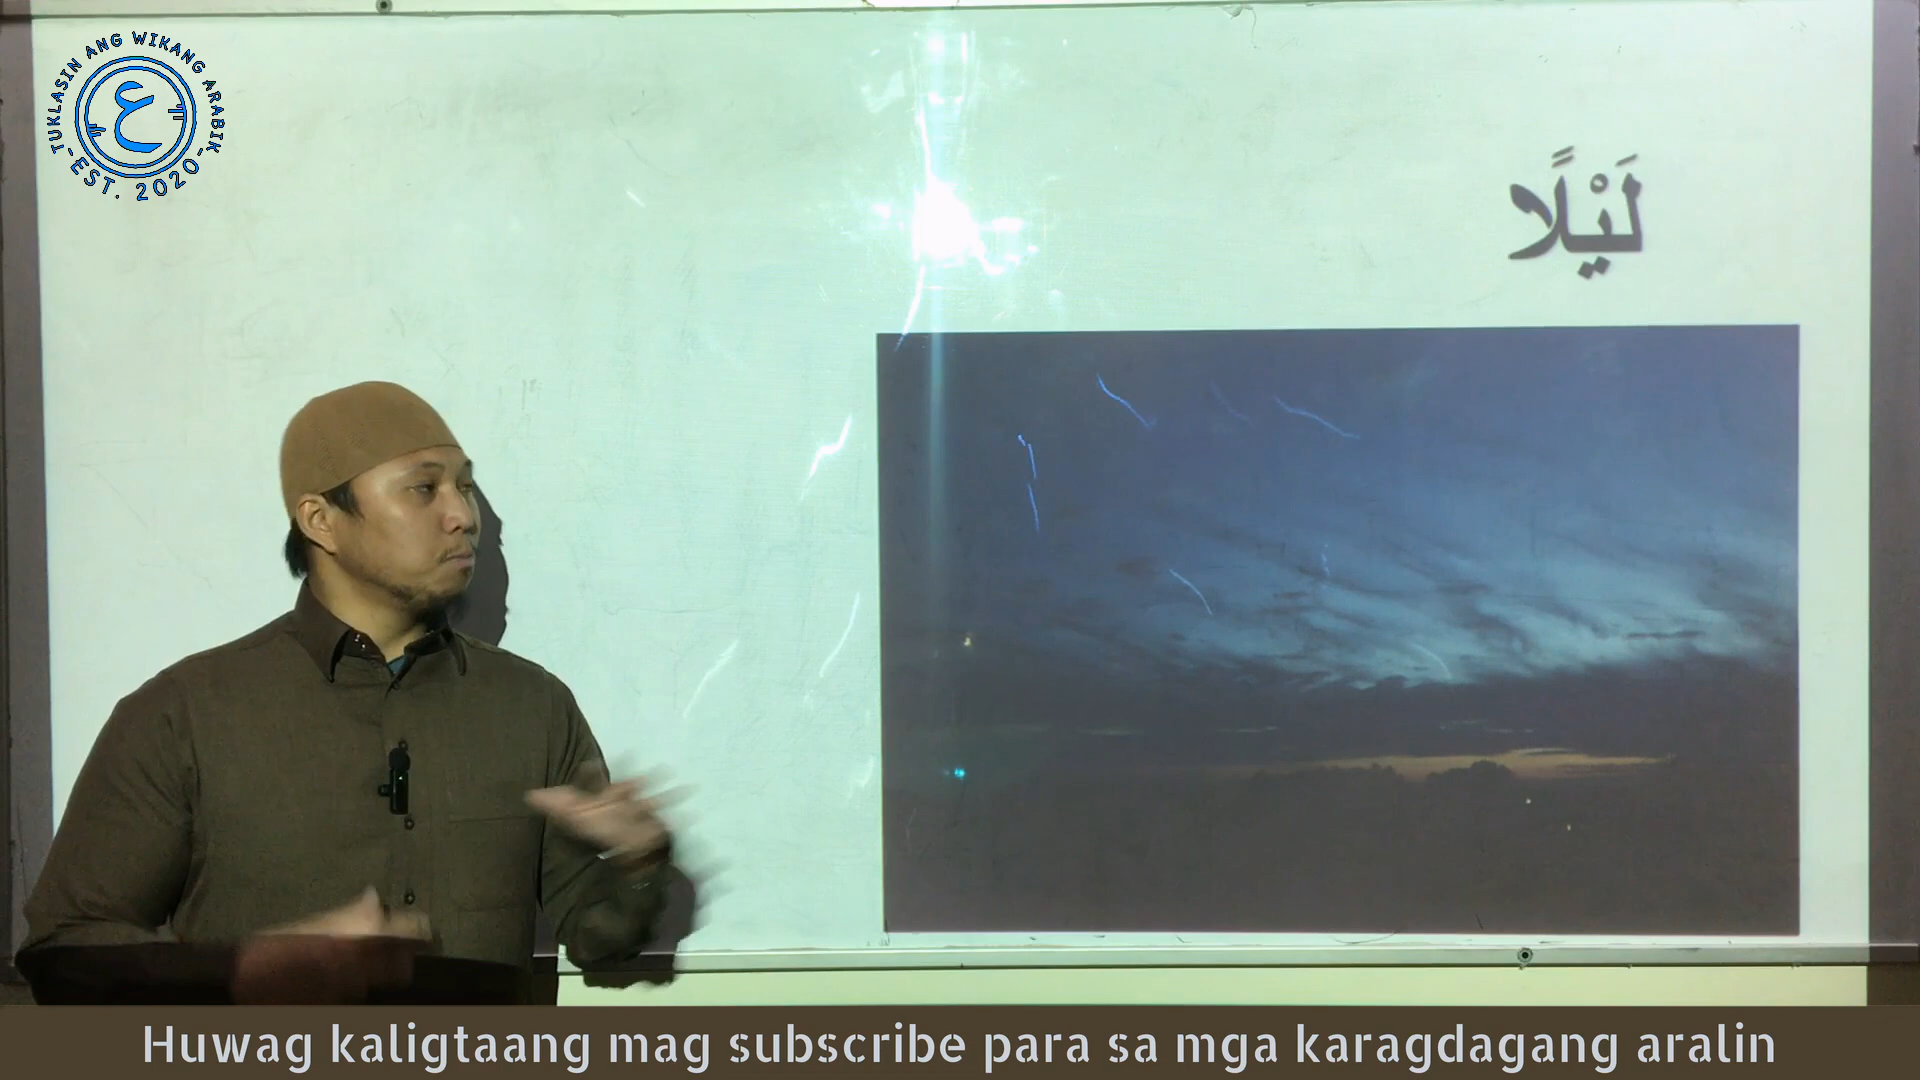 TUKLASIN ANG WIKANG ARABIK
ع
-EST. 2020-
لَيْلًا
Huwag kaligtaang mag subscribe para sa mga karagdagang aralin